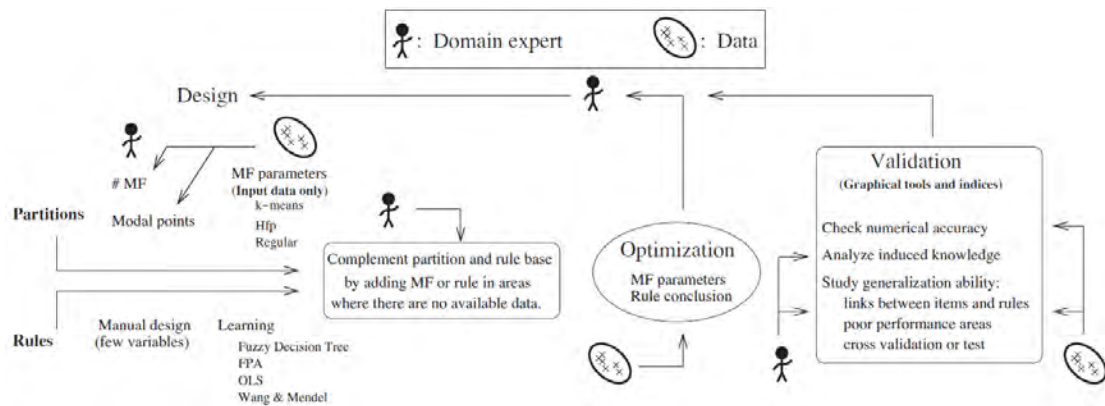 : Domain expert
: Data
Design
# MF
Modal points
MF parameters
(Input data only)
k-means
Hfp
Regular
Partitions
Rules
Manual design
(few variables)
Learning
Fuzzy Decision Tree
FPA
OLS
Wang & Mendel
Complement partition and rule base
by adding MF or rule in areas
where there are no available data.
Optimization
MF parameters
Rule conclusion
Validation
(Graphical tools and indices)
Check numerical accuracy
Analyze induced knowledge
Study generalization ability:
links between items and rules
poor performance areas
cross validation or test